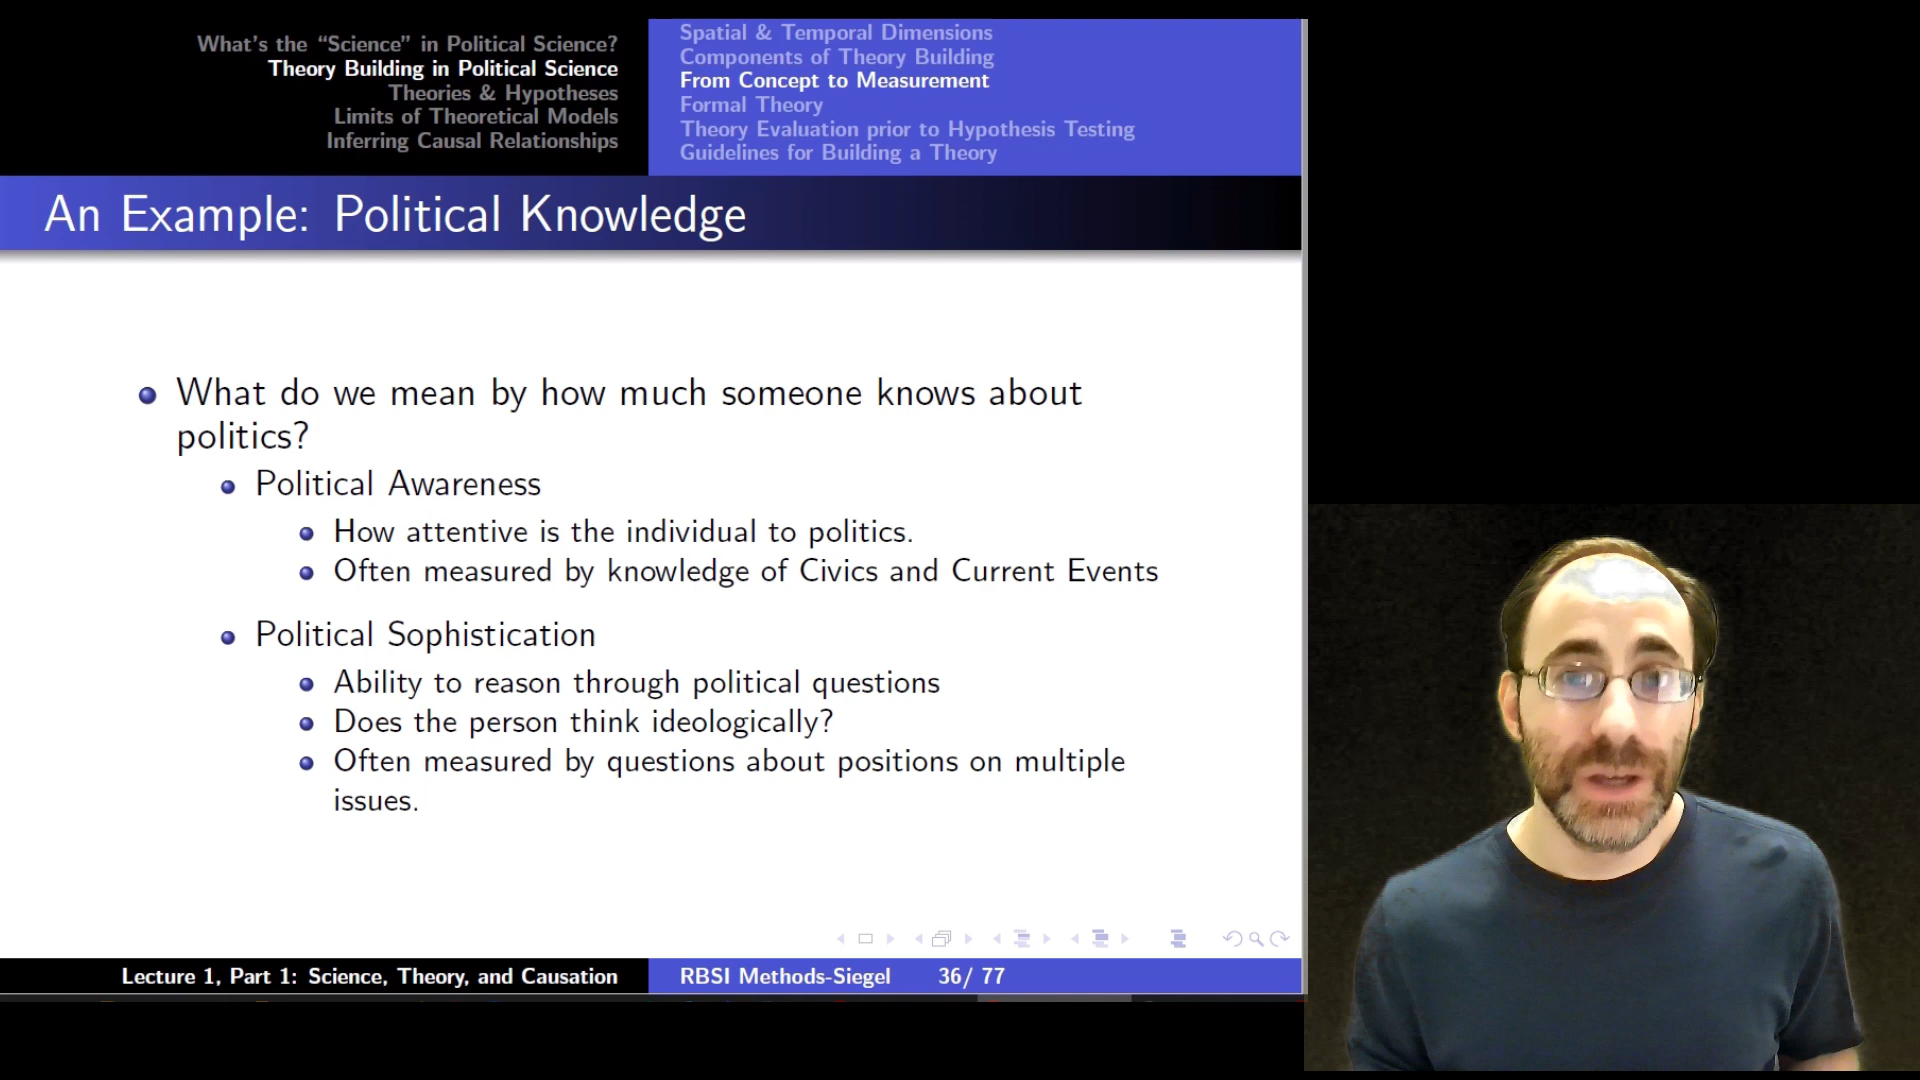 What's the “Science” in Political Science?
Theory Building in Political Science
Theories & Hypotheses
Limits of Theoretical Models
Inferring Causal Relationships
Spatial & Temporal Dimensions
Components of Theory Building
From Concept to Measurement
Formal Theory
Theory Evaluation prior to Hypothesis Testing
Guidelines for Building a Theory
An Example: Political Knowledge
What do we mean by how much someone knows about
politics?
Political Awareness
How attentive is the individual to politics.
Often measured by knowledge of Civics and Current Events
Political Sophistication
Ability to reason through political questions
Does the person think ideologically?
Often measured by questions about positions on multiple
issues.
Lecture 1, Part 1: Science, Theory, and Causation
RBSI Methods-Siegel
36/ 77